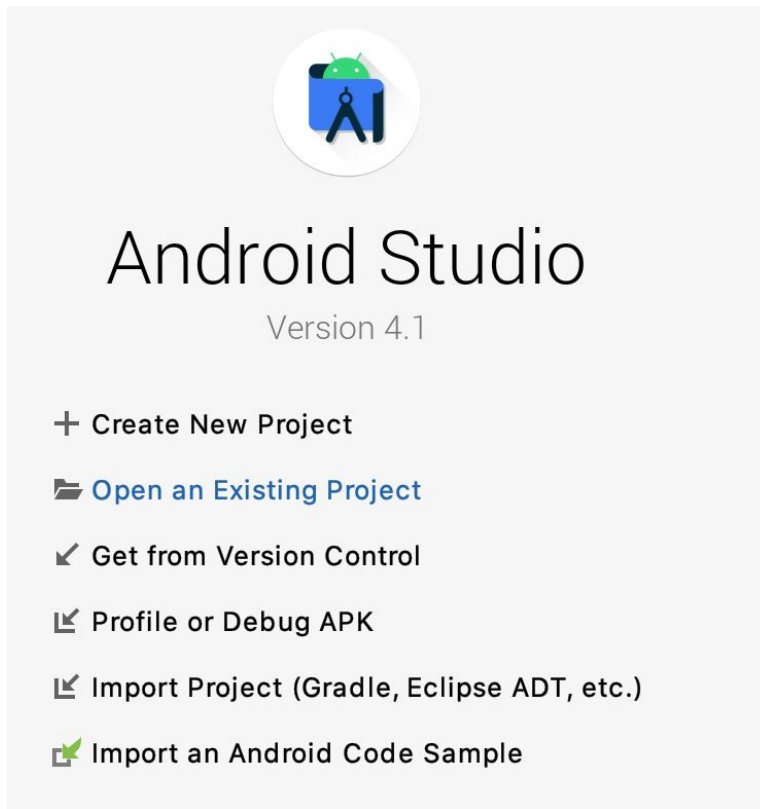 Android Studio
Version 4.1
Create New Project
Open an Existing Project
Get from Version Control
Profile or Debug APK
Import Project (Gradle, Eclipse ADT, etc.)
Import an Android Code Sample